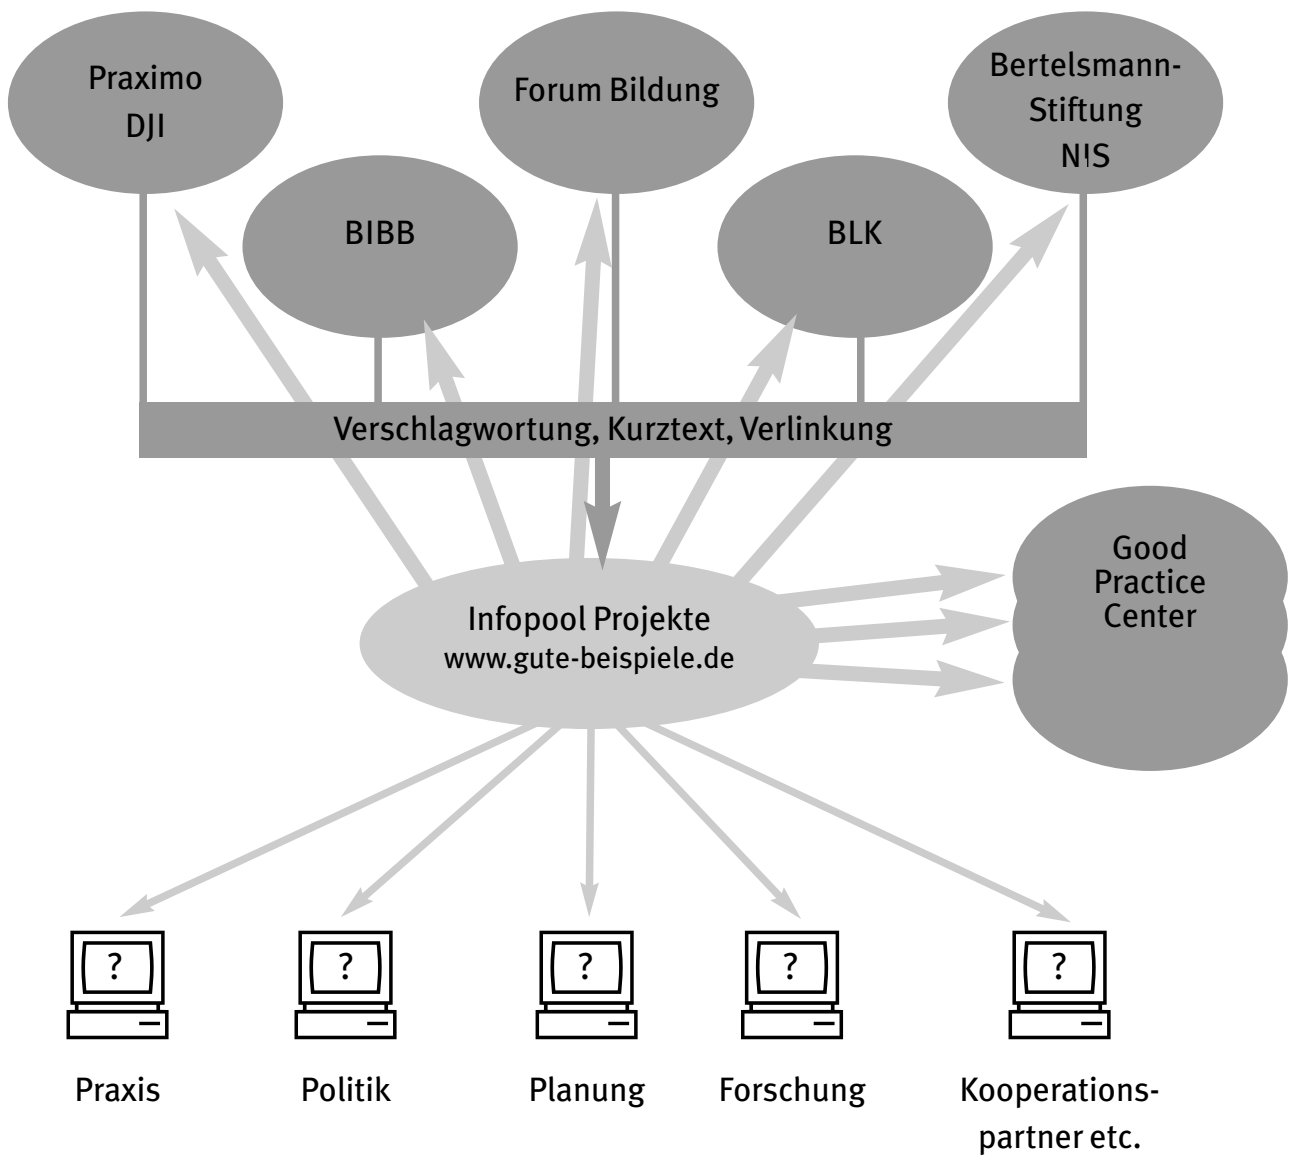 Praximo
DJI
Forum Bildung
Bertelsmann-
Stiftung
NIS
BIBB
BLK
Verschlagwortung, Kurztext, Verlinkung
Good
Practice
Center
Infopool Projekte
www.gute-beispiele.de
?
?
?
?
?
Praxis
Politik
Planung
Forschung
Kooperations-
partner etc.